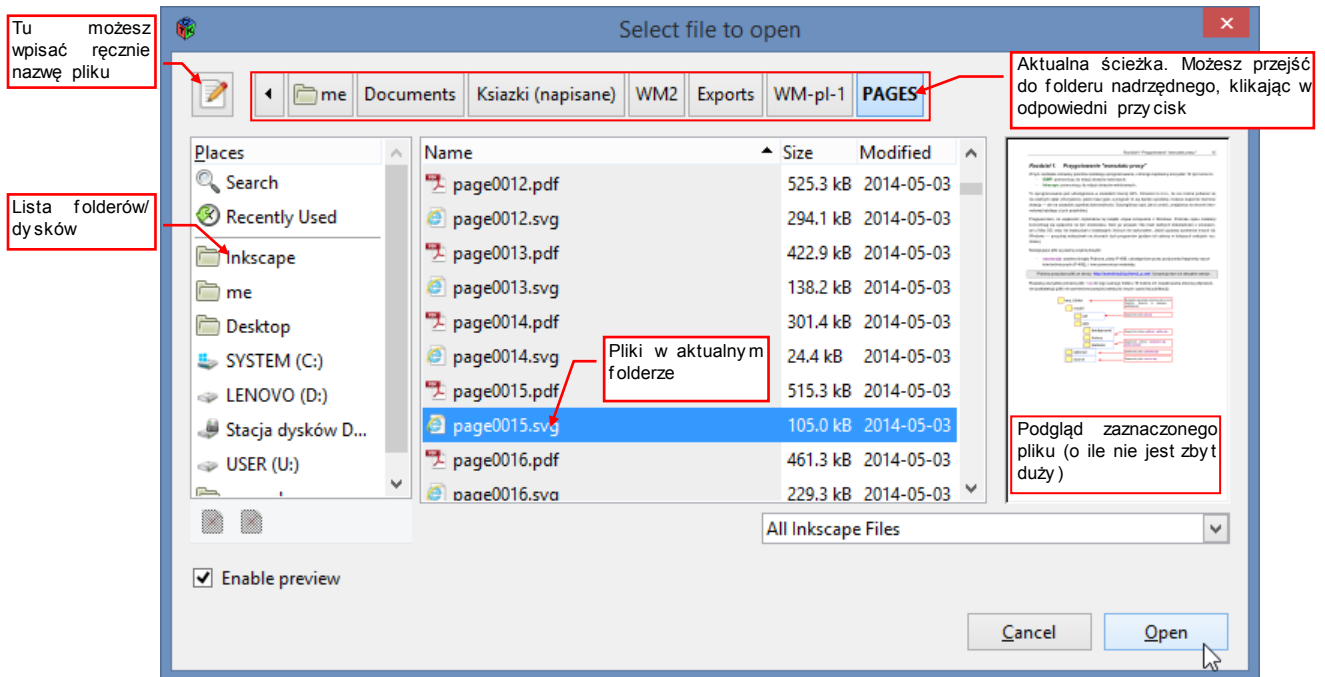 Tu możesz
wpisać ręcznie
nazwę pliku
Select file to open
Aktualna ścieżka. Możesz przejść
do folderu nadrzędnego, klikając w
odpowiedni przycisk
me Documents Ksiazki (napisane) WM2 Exports WM-pl-1 PAGES
Places
Search
Recently Used
Lista folderów/
dysków
Inkscape
me
Desktop
SYSTEM (C:)
LENOVO (D:)
Stacja dysków D...
USER (U:)
Name Size Modified
page0012.pdf 525.3 kB 2014-05-03
page0012.svg 294.1 kB 2014-05-03
page0013.pdf 422.9 kB 2014-05-03
page0013.svg 138.2 kB 2014-05-03
page0014.pdf 301.4 kB 2014-05-03
page0014.svg 24.4 kB 2014-05-03
page0015.pdf 515.3 kB 2014-05-03
page0015.svg 105.0 kB 2014-05-03
page0016.pdf 461.3 kB 2014-05-03
page0016.svg 229.3 kB 2014-05-03
Pliki w aktualnym
folderze
Podgląd zaznaczonego
pliku (o ile nie jest zbyt
duży)
All Inkscape Files
Enable preview
Cancel
Open